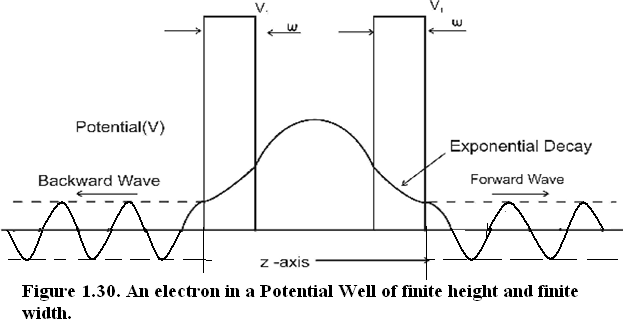 V. V₁
ω ω
Potential(V)
Exponential Decay
Backward Wave Forward Wave
z -axis
Figure 1.30. An electron in a Potential Well of finite height and finite
width.